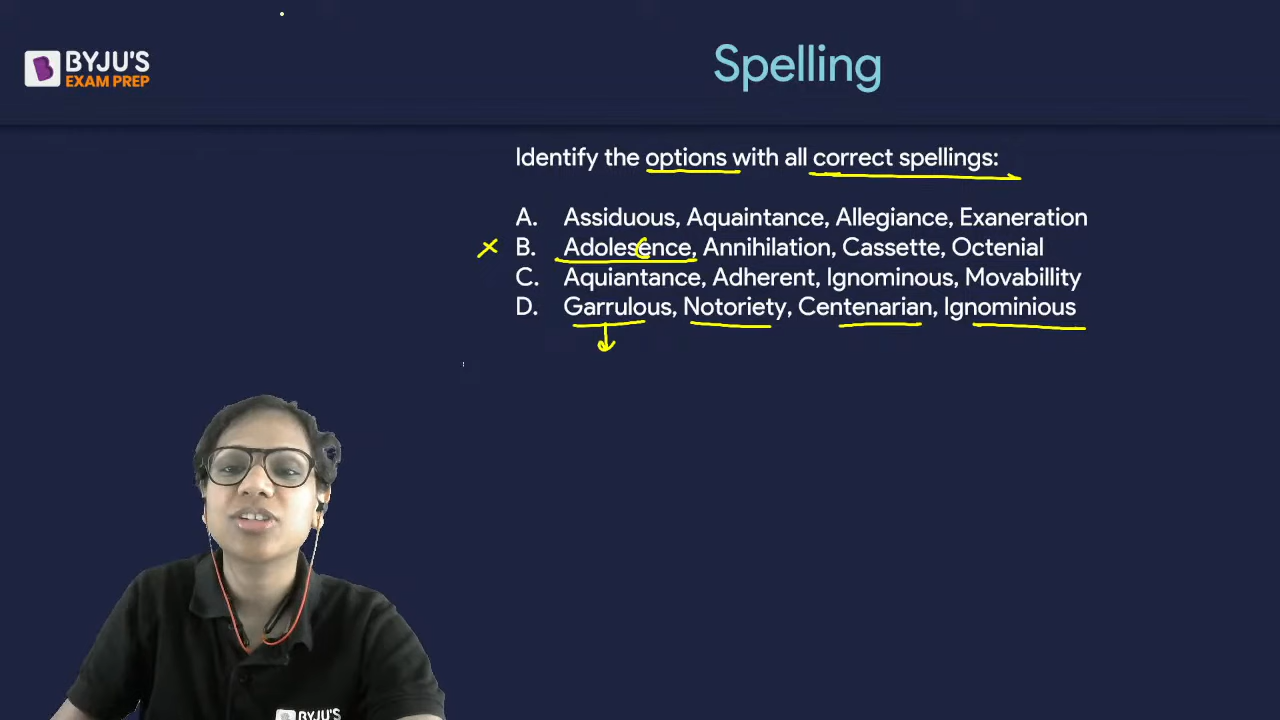 BYJU'S
EXAM PREP
Spelling
Identify the options with all correct spellings:
A. Assiduous, Aquaintance, Allegiance, Exaneration
B. Adolesence, Annihilation, Cassette, Octenial
C. Aquiantance, Adherent, Ignominous, Movabillity
D. Garrulous, Notoriety, Centenarian, Ignominious
BYJU'S